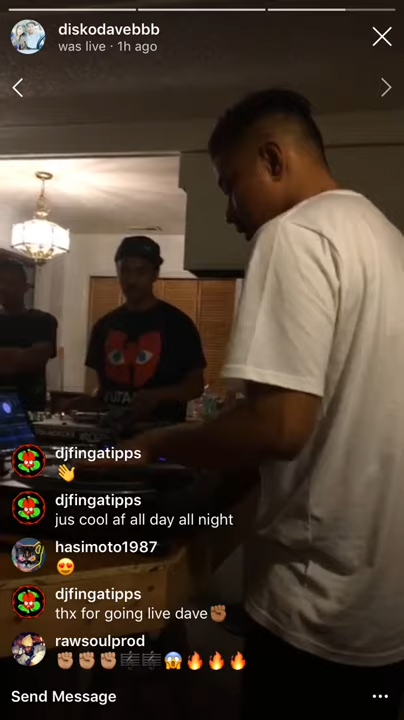 diskodavebbb
was live · 1h ago
djfingatipps
👋
djfingatipps
jus cool af all day all night
hasimoto1987
😍
djfingatipps
thx for going live dave✊🏽
rawsoulprod
✊🏽✊🏽✊🏽🎼🎼😱🔥🔥🔥
Send Message